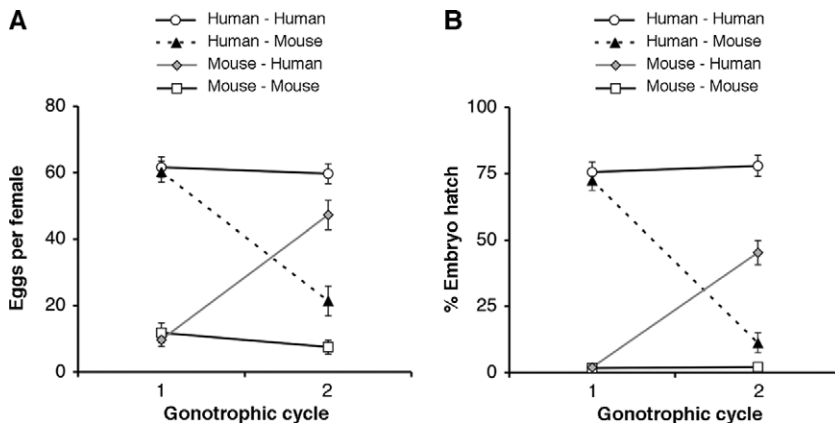 A
Human - Human
Human - Mouse
Mouse - Human
Mouse - Mouse
80
60
40
20
0
Eggs per female
1
2
Gonotrophic cycle
B
Human - Human
Human - Mouse
Mouse - Human
Mouse - Mouse
100
75
50
25
0
% Embryo hatch
1
2
Gonotrophic cycle